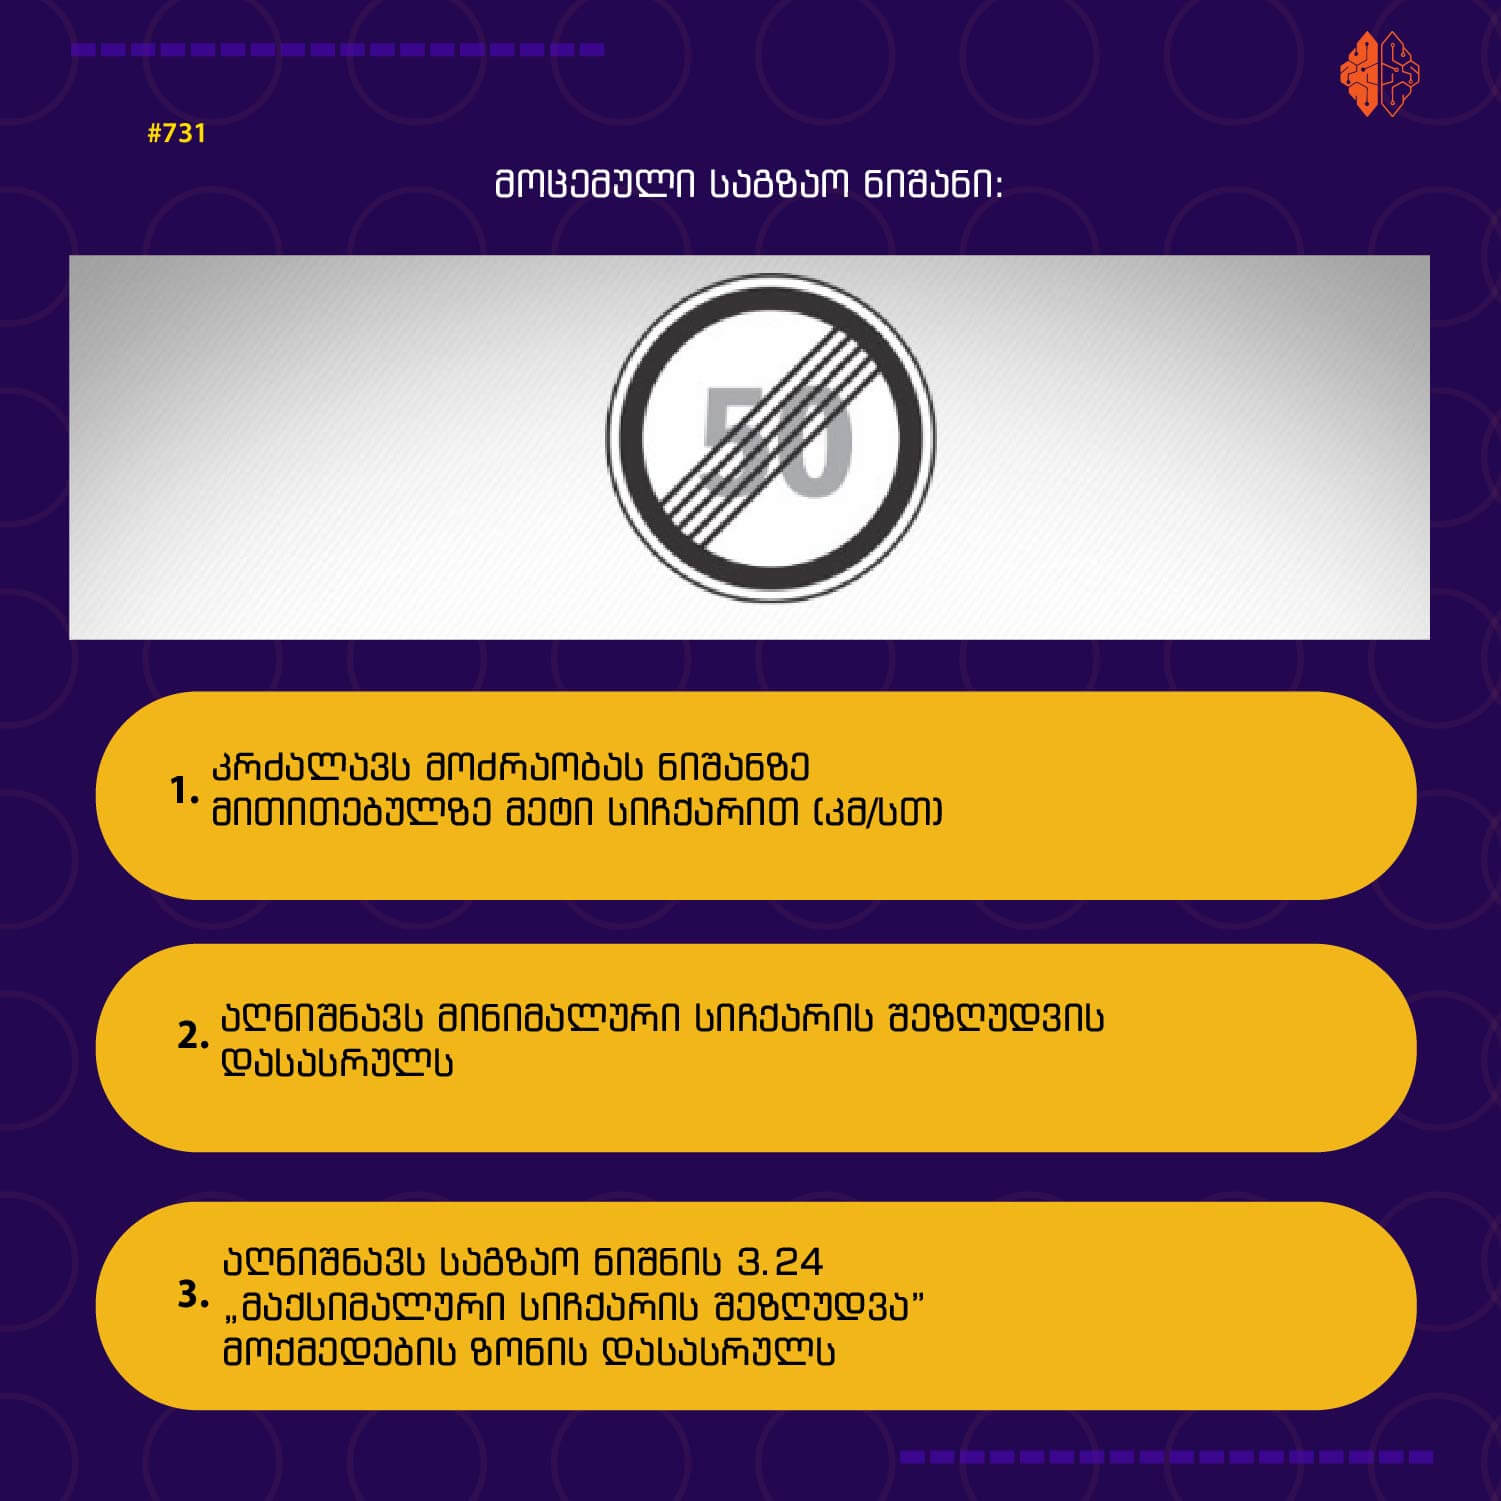 #731
მოცემული საგზაო ნიშანი:
50
1. კრძალავს მოძრაობას ნიშანზე
მითითებულზე მეტი სიჩქარით (კმ/სთ)
2. აღნიშნავს მინიმალური სიჩქარის შეზღუდვის
დასასრულს
3. აღნიშნავს საგზაო ნიშნის 3.24
„მაქსიმალური სიჩქარის შეზღუდვა”
მოქმედების ზონის დასასრულს